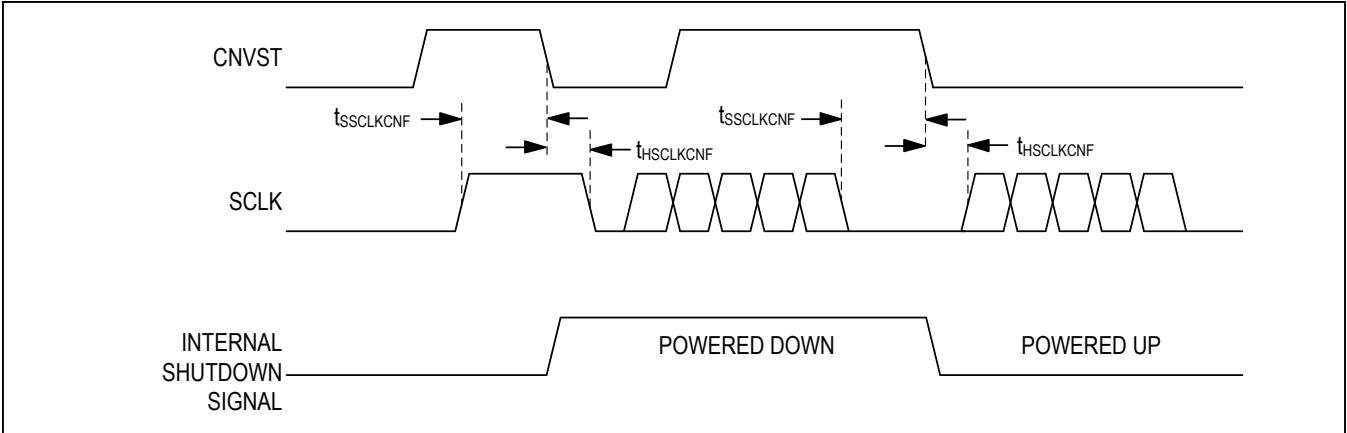 CNVST
tSSCLKCNF
tSSCLKCNF
tHSCLKCNF
tHSCLKCNF
SCLK
INTERNAL
SHUTDOWN
SIGNAL
POWERED DOWN
POWERED UP